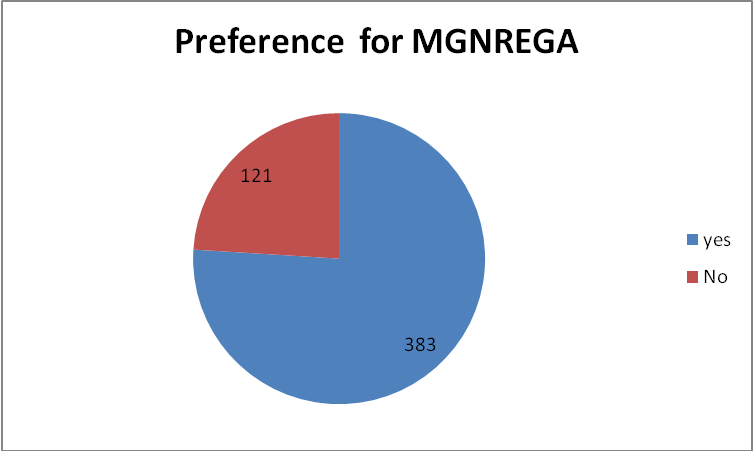 Preference for MGNREGA
121
yes
No
383